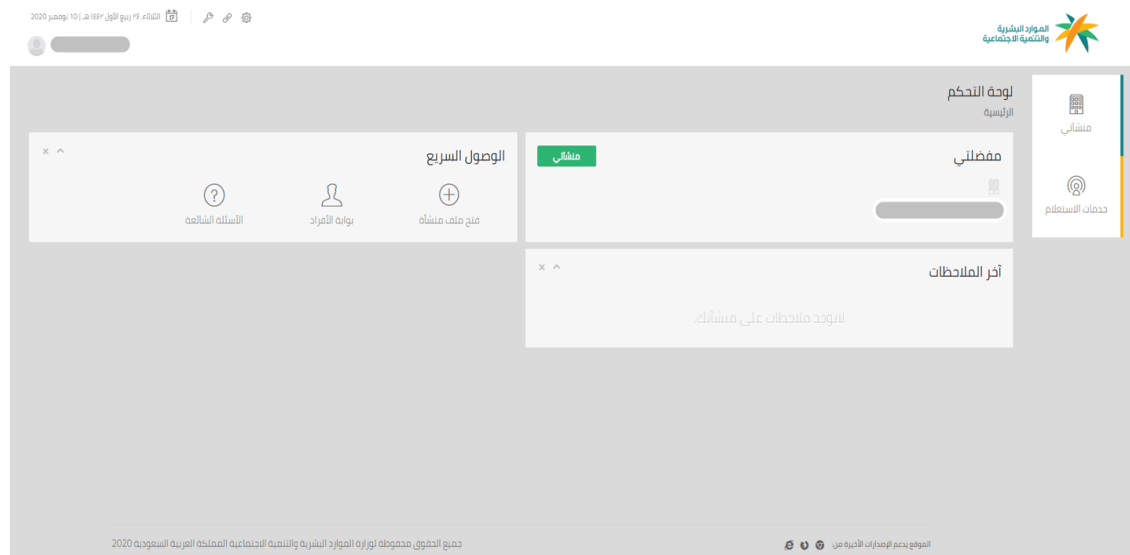 الموارد البشرية
والتنمية الاجتماعية
الثلاثاء, ٢٤ ربيع الأول ١٤٤٢ هـ | 10 نوفمبر 2020
17
منشآتي
خدمات الاستعلام
لوحة التحكم
الرئيسية
مفضلتي
منشآتي
الوصول السريع
فتح ملف منشأة
بوابة الأفراد
الأسئلة الشائعة
آخر الملاحظات
لاتوجد ملاحظات على منشآتك.
الموقع يدعم الإصدارات الأخيرة من:
جميع الحقوق محفوظة لوزارة الموارد البشرية والتنمية الاجتماعية المملكة العربية السعودية 2020